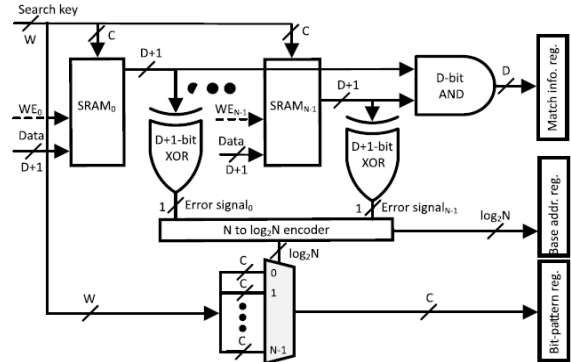 Search key
W
C
C
D+1
SRAM₀
WE₀
Data
D+1
D+1-bit
XOR
WE_N-1
Data
D+1
SRAM_N-1
D+1
D+1-bit
XOR
D-bit
AND
D
Match info. reg.
1
Error signal₀
1
Error signal_N-1
N to log₂N encoder
log₂N
Base addr. reg.
log₂N
W
C
0
C
1
C
N-1
C
Bit-pattern reg.